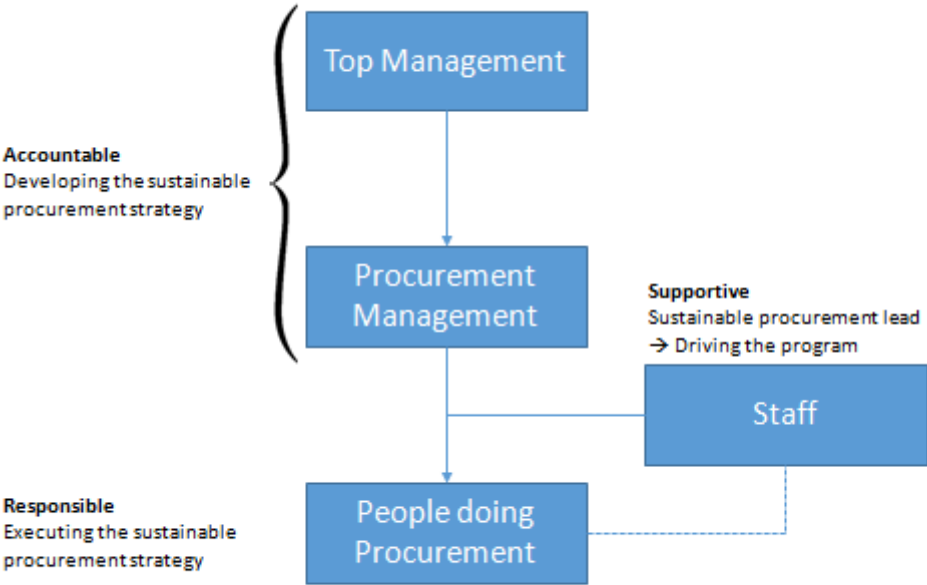 Top Management
Accountable
Developing the sustainable
procurement strategy
Procurement
Management
Supportive
Sustainable procurement lead
→ Driving the program
Staff
Responsible
Executing the sustainable
procurement strategy
People doing
Procurement